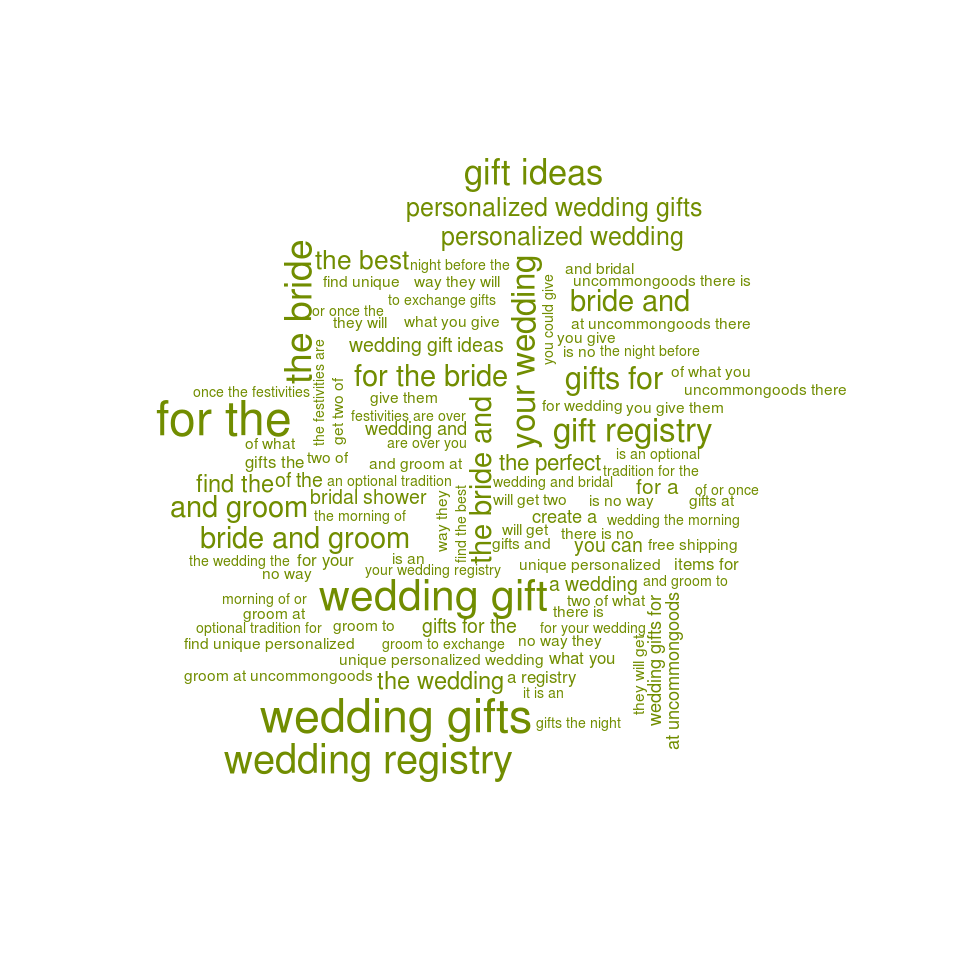 gift ideas
personalized wedding gifts
personalized wedding
the bride
the best
night before the
your wedding
and bridal
find unique
way they will
you could give
uncommongoods there is
to exchange gifts
bride and
or once the
they will
what you give
at uncommongoods there
wedding gift ideas
you give
is no
the night before
the festivities are
for the bride
gifts for
of what you
once the festivities
get two of
give them
uncommongoods there
for the
festivities are over
the bride and
for wedding
you give them
wedding and
gift registry
of what
are over you
gifts the
two of
and groom at
the perfect
is an optional
tradition for the
find the
of the
an optional tradition
wedding and bridal
for a
of or once
bridal shower
way they
find the best
will get two
is no way
gifts at
and groom
the morning of
create a
wedding the morning
bride and groom
will get
there is no
gifts and
you can
free shipping
the wedding the
for your
is an
unique personalized
items for
no way
your wedding registry
a wedding
and groom to
wedding gift
morning of or
two of what
groom at
there is
wedding gifts for
at uncommongoods
optional tradition for
groom to
gifts for the
for your wedding
find unique personalized
groom to exchange
no way they
they will get
unique personalized wedding
what you
groom at uncommongoods
the wedding
a registry
it is an
wedding gifts
gifts the night
wedding registry